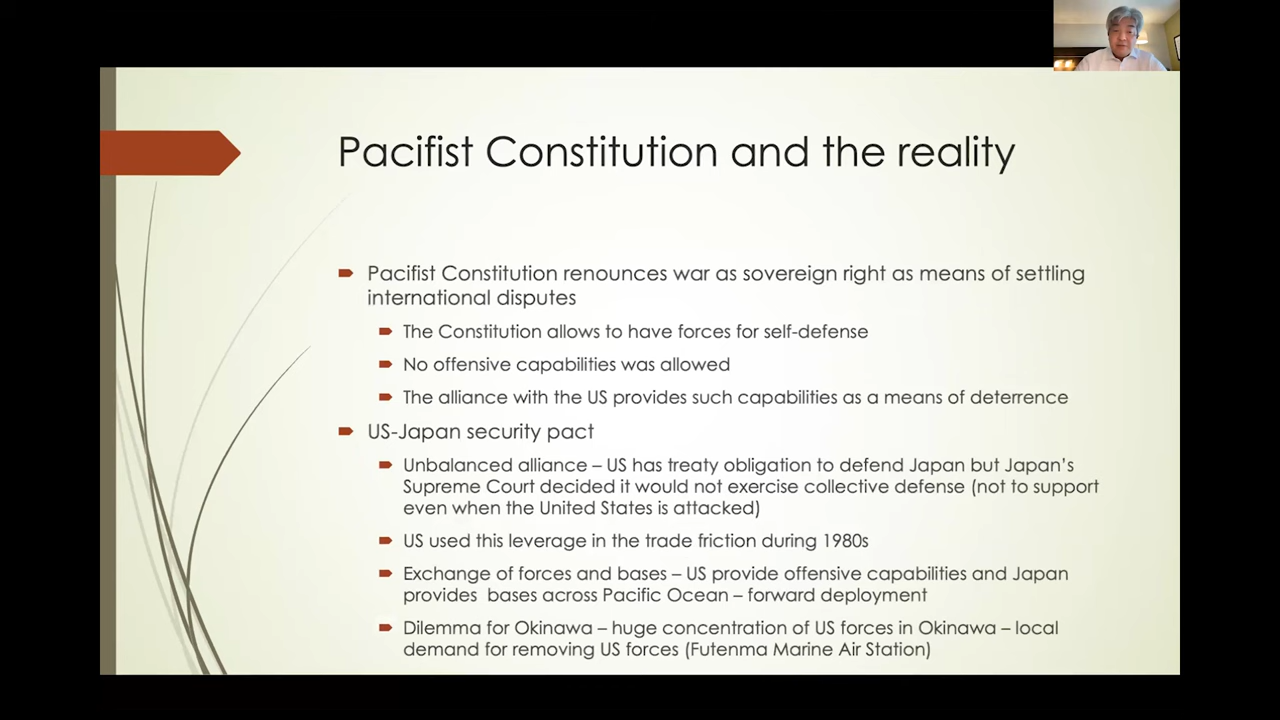 Pacifist Constitution and the reality
Pacifist Constitution renounces war as sovereign right as means of settling
international disputes
The Constitution allows to have forces for self-defense
No offensive capabilities was allowed
The alliance with the US provides such capabilities as a means of deterrence
US-Japan security pact
Unbalanced alliance – US has treaty obligation to defend Japan but Japan’s
Supreme Court decided it would not exercise collective defense (not to support
even when the United States is attacked)
US used this leverage in the trade friction during 1980s
Exchange of forces and bases – US provide offensive capabilities and Japan
provides  bases across Pacific Ocean – forward deployment
Dilemma for Okinawa – huge concentration of US forces in Okinawa – local
demand for removing US forces (Futenma Marine Air Station)